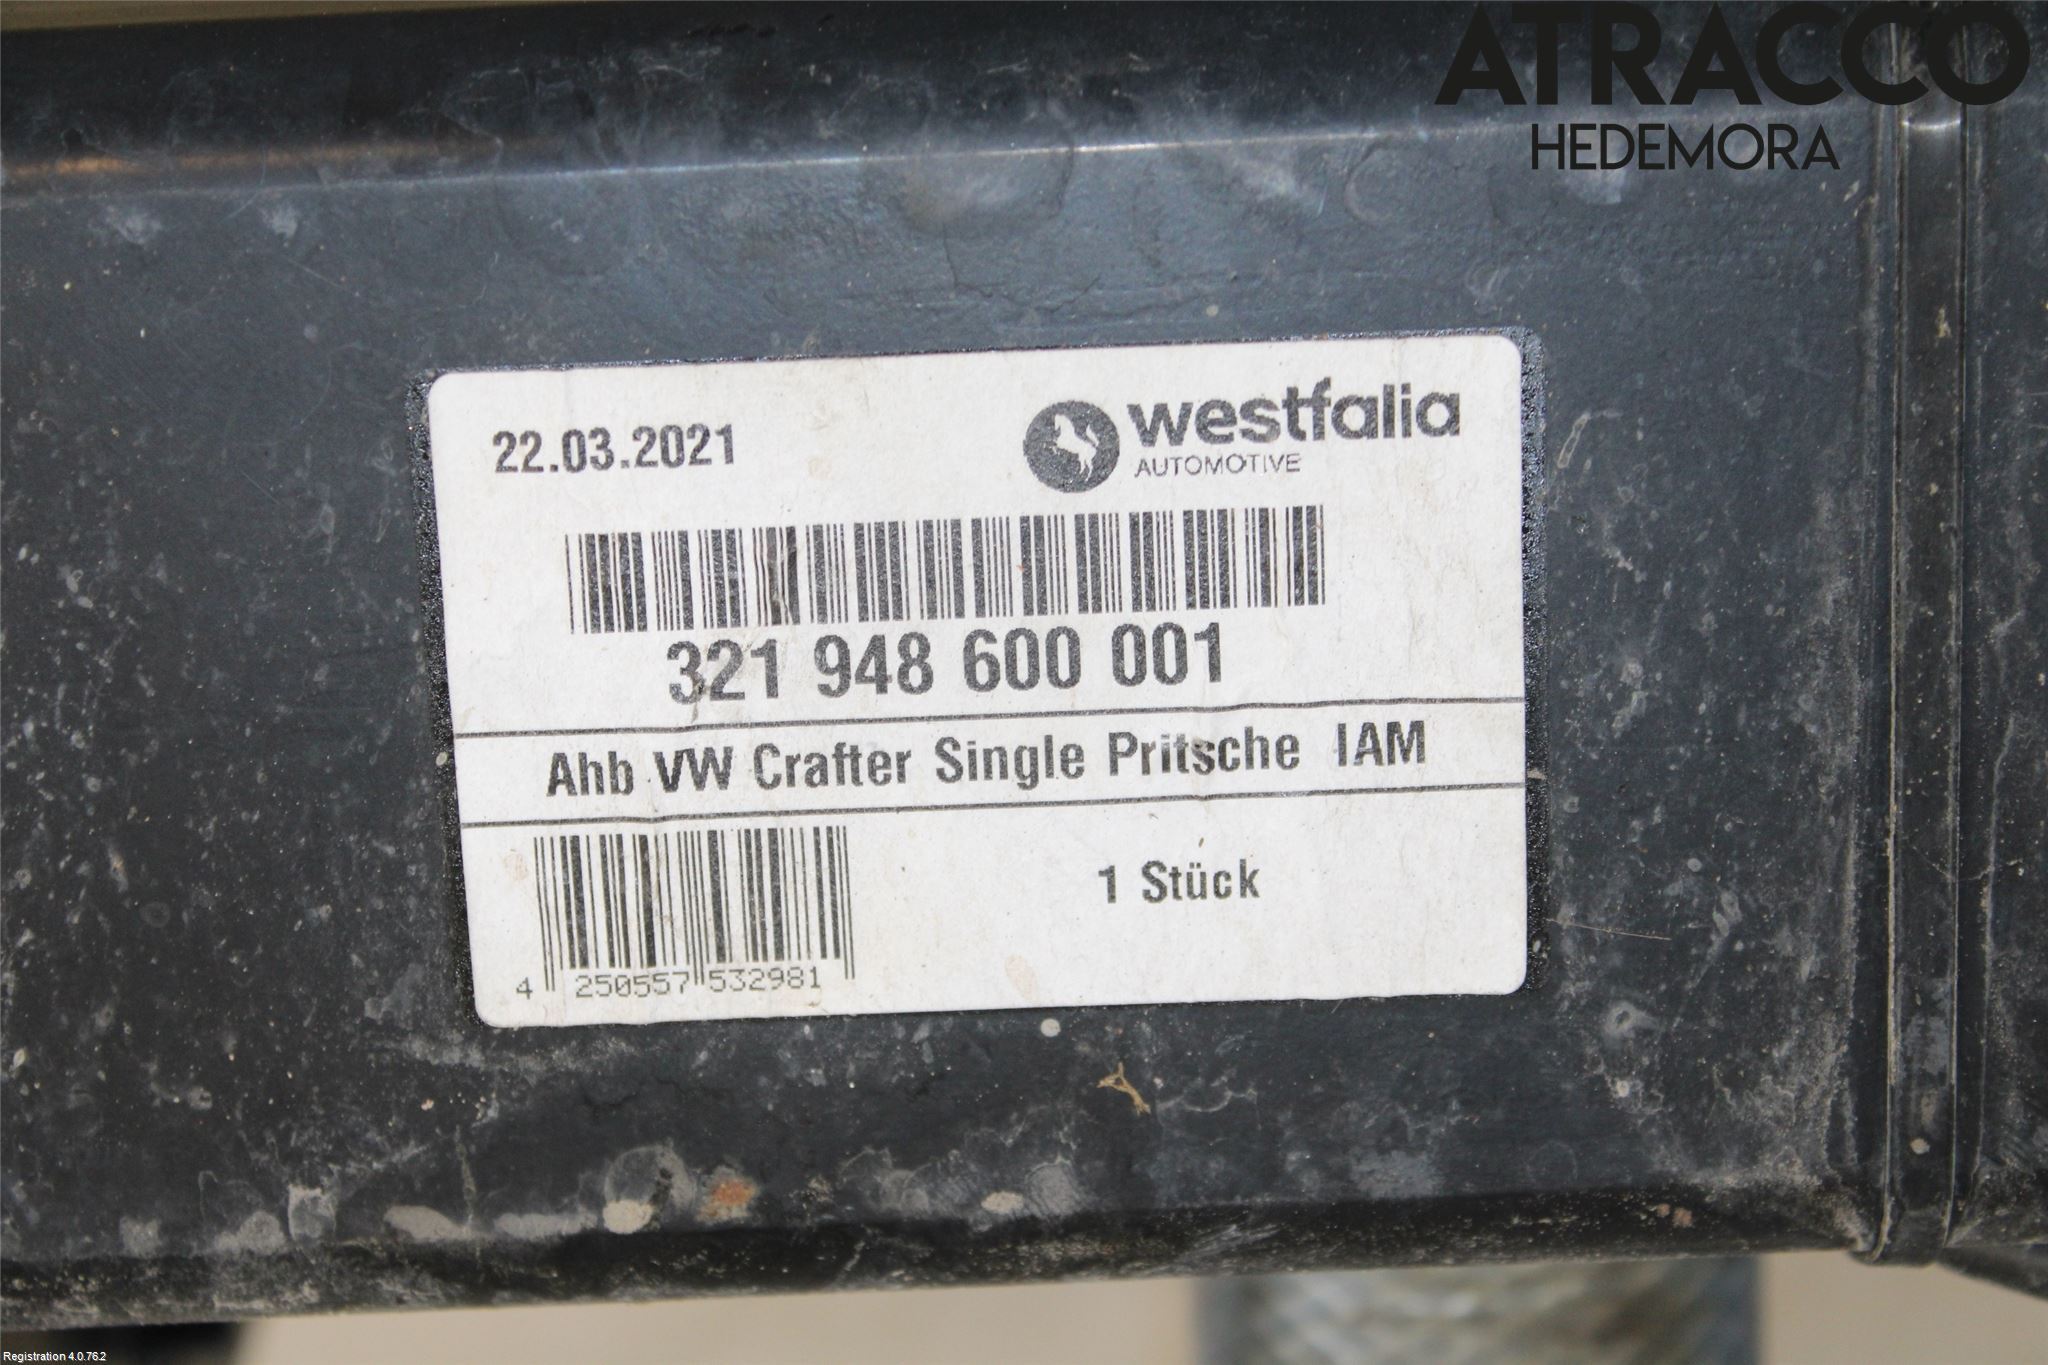 ATRACCO
HEDEMORA
22.03.2021
westfalia
AUTOMOTIVE
321 948 600 001
Ahb VW Crafter Single Pritsche IAM
1 Stück
4 250557 532981
Registration 4.0.76.2